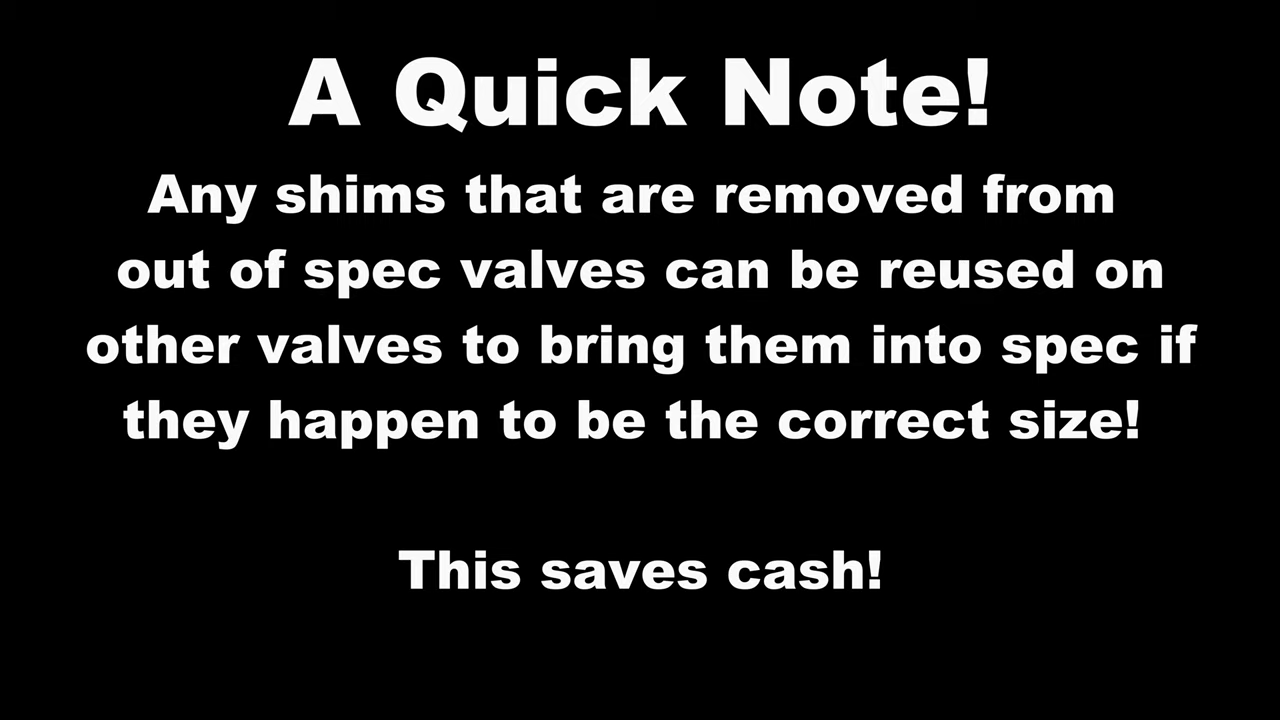 A Quick Note!
Any shims that are removed from
out of spec valves can be reused on
other valves to bring them into spec if
they happen to be the correct size!
This saves cash!